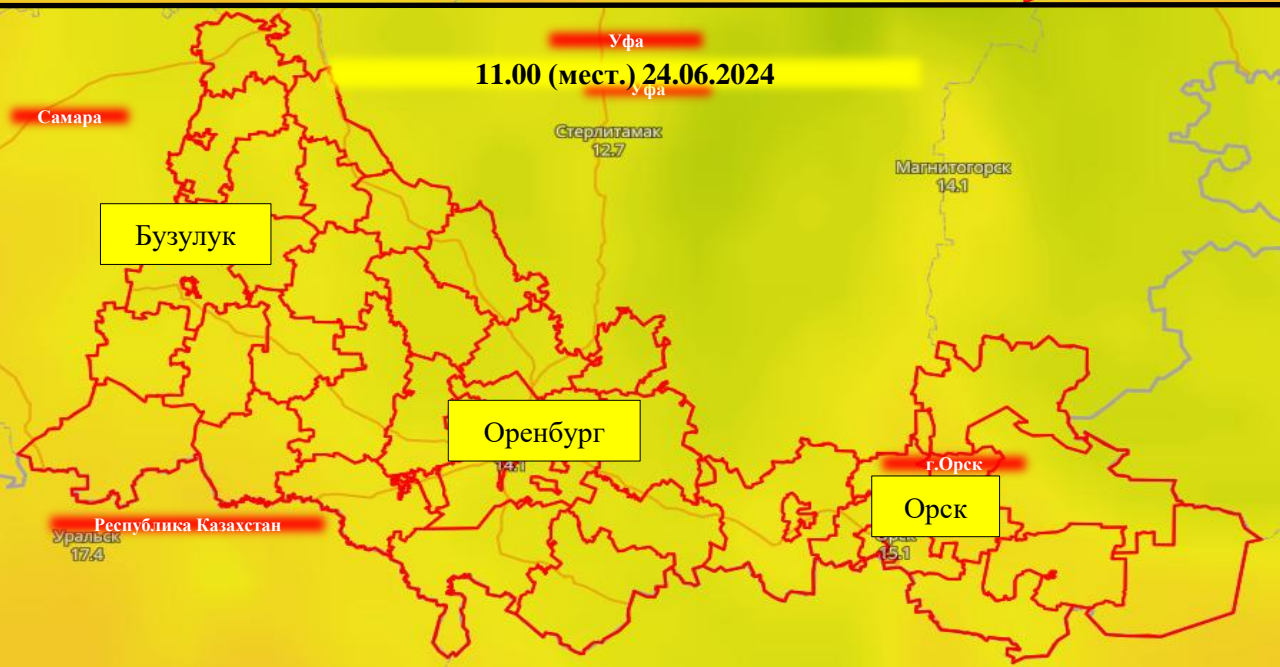 Уфа
11.00 (мест.) 24.06.2024
Уфа
Самара
Стерлитамак
12.7
Магнитогорск
14.1
Бузулук
Оренбург
14.1
г.Орск
Орск
Орск
15.1
Республика Казахстан
Уральск
17.4